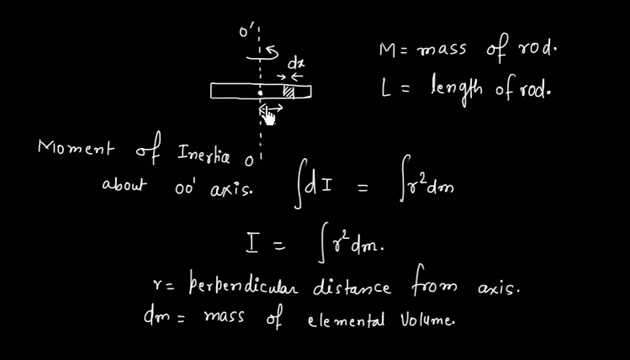 O'
dx
M = mass of rod.
L = length of rod.
Moment of Inertia O
about OO' axis. ∫dI = ∫r²dm
I = ∫r²dm.
r = perpendicular distance from axis.
dm = mass of elemental volume.